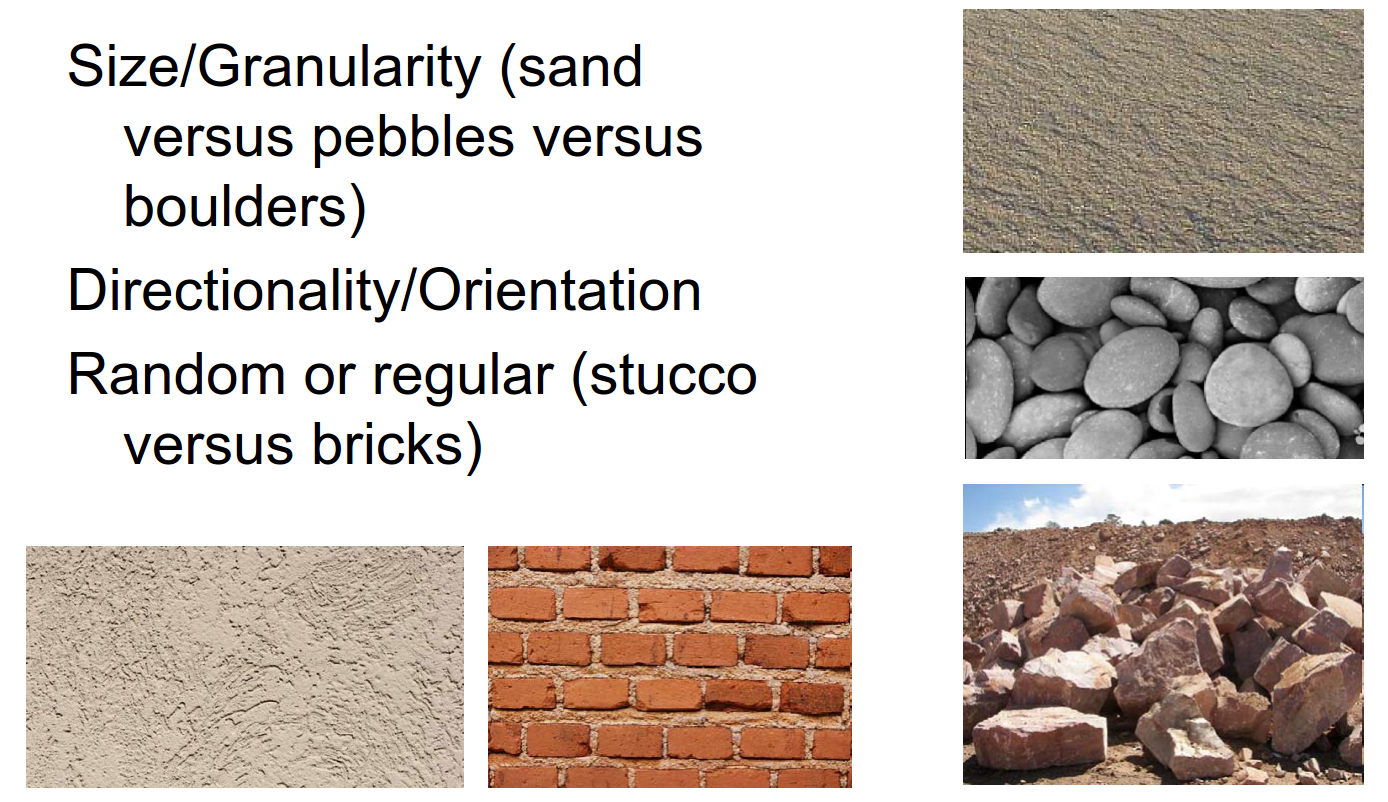 Size/Granularity (sand
versus pebbles versus
boulders)
Directionality/Orientation
Random or regular (stucco
versus bricks)